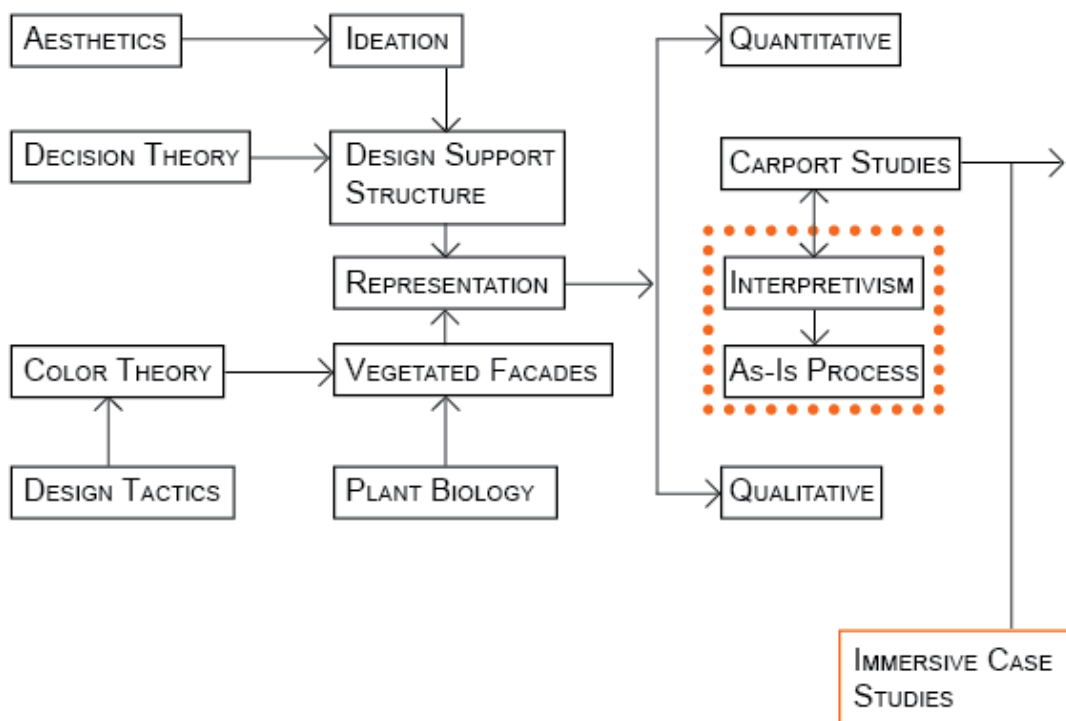 Aesthetics
Ideation
Quantitative
Decision Theory
Design Support
Structure
Carport Studies
Representation
Interpretivism
Color Theory
Vegetated Facades
As-Is Process
Design Tactics
Plant Biology
Qualitative
Immersive Case
Studies